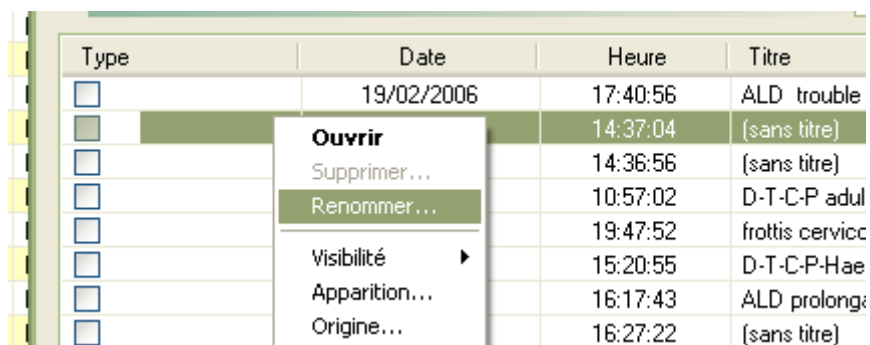 Type Date Heure Titre
19/02/2006 17:40:56 ALD trouble
14:37:04 (sans titre)
Ouvrir
14:36:56 (sans titre)
Supprimer...
10:57:02 D-T-C-P adul
Renommer...
19:47:52 frottis cervico
Visibilité
15:20:55 D-T-C-P-Hae
Apparition...
16:17:43 ALD prolonga
Origine...
16:27:22 (sans titre)